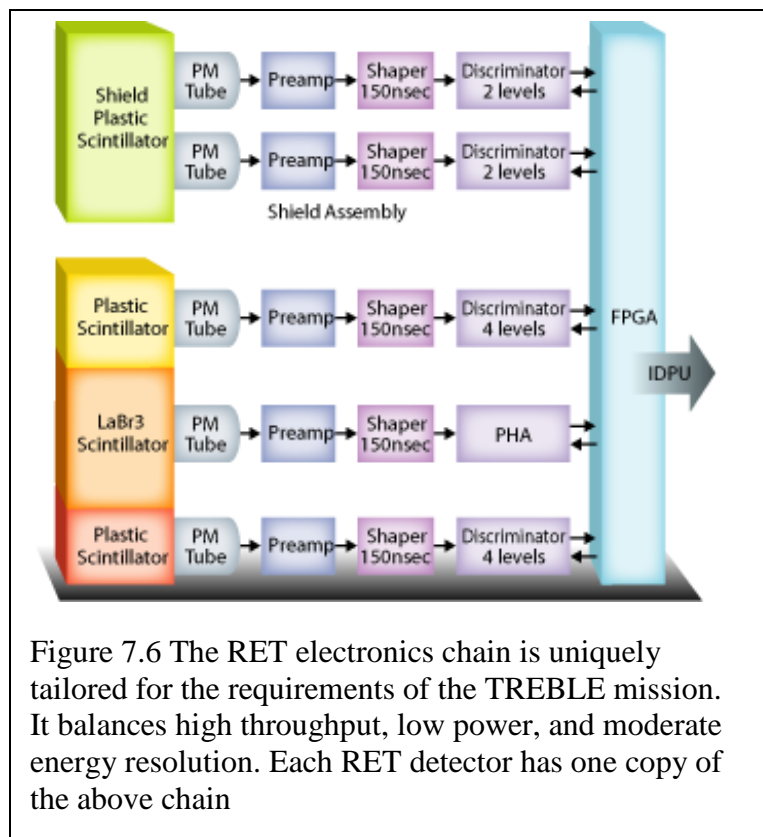 Shield
Plastic
Scintillator
PM
Tube
Preamp
Shaper
150nsec
Discriminator
2 levels
PM
Tube
Preamp
Shaper
150nsec
Discriminator
2 levels
Shield Assembly
Plastic
Scintillator
PM
Tube
Preamp
Shaper
150nsec
Discriminator
4 levels
FPGA
IDPU
LaBr3
Scintillator
PM
Tube
Preamp
Shaper
150nsec
PHA
Plastic
Scintillator
PM
Tube
Preamp
Shaper
150nsec
Discriminator
4 levels
Figure 7.6 The RET electronics chain is uniquely
tailored for the requirements of the TREBLE mission.
It balances high throughput, low power, and moderate
energy resolution. Each RET detector has one copy of
the above chain